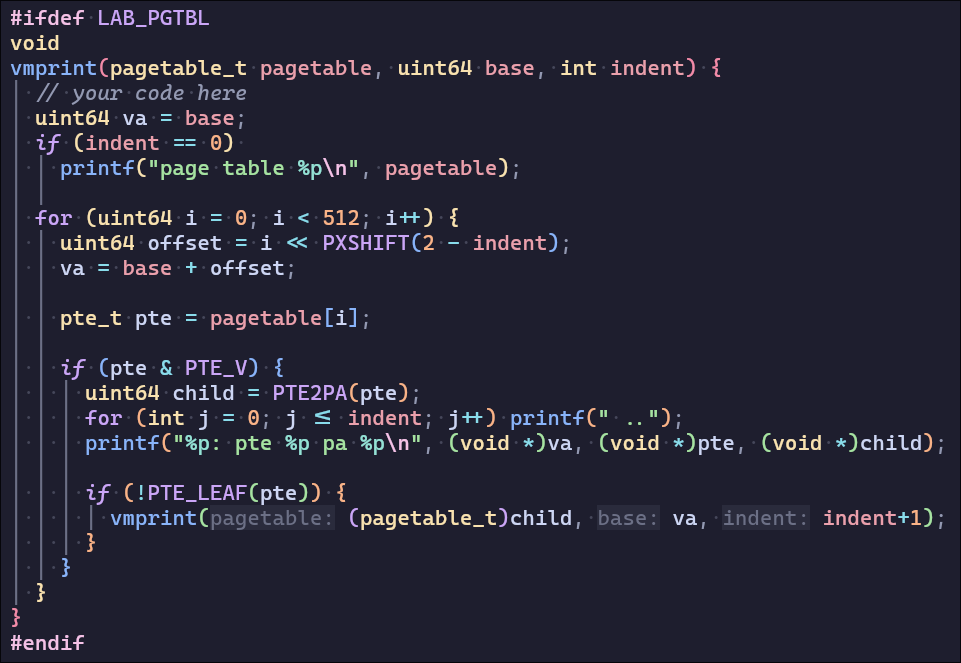 #ifdef LAB_PGTBL
void
vmprint(pagetable_t pagetable, uint64 base, int indent) {
  // your code here
  uint64 va = base;
  if (indent == 0)
    printf("page table %p\n", pagetable);
  for (uint64 i = 0; i < 512; i++) {
    uint64 offset = i << PXSHIFT(2 - indent);
    va = base + offset;
    pte_t pte = pagetable[i];
    if (pte & PTE_V) {
      uint64 child = PTE2PA(pte);
      for (int j = 0; j <= indent; j++) printf(" ..");
      printf("%p: pte %p pa %p\n", (void *)va, (void *)pte, (void *)child);
      if (!PTE_LEAF(pte)) {
        vmprint(pagetable: (pagetable_t)child, base: va, indent: indent+1);
      }
    }
  }
}
#endif